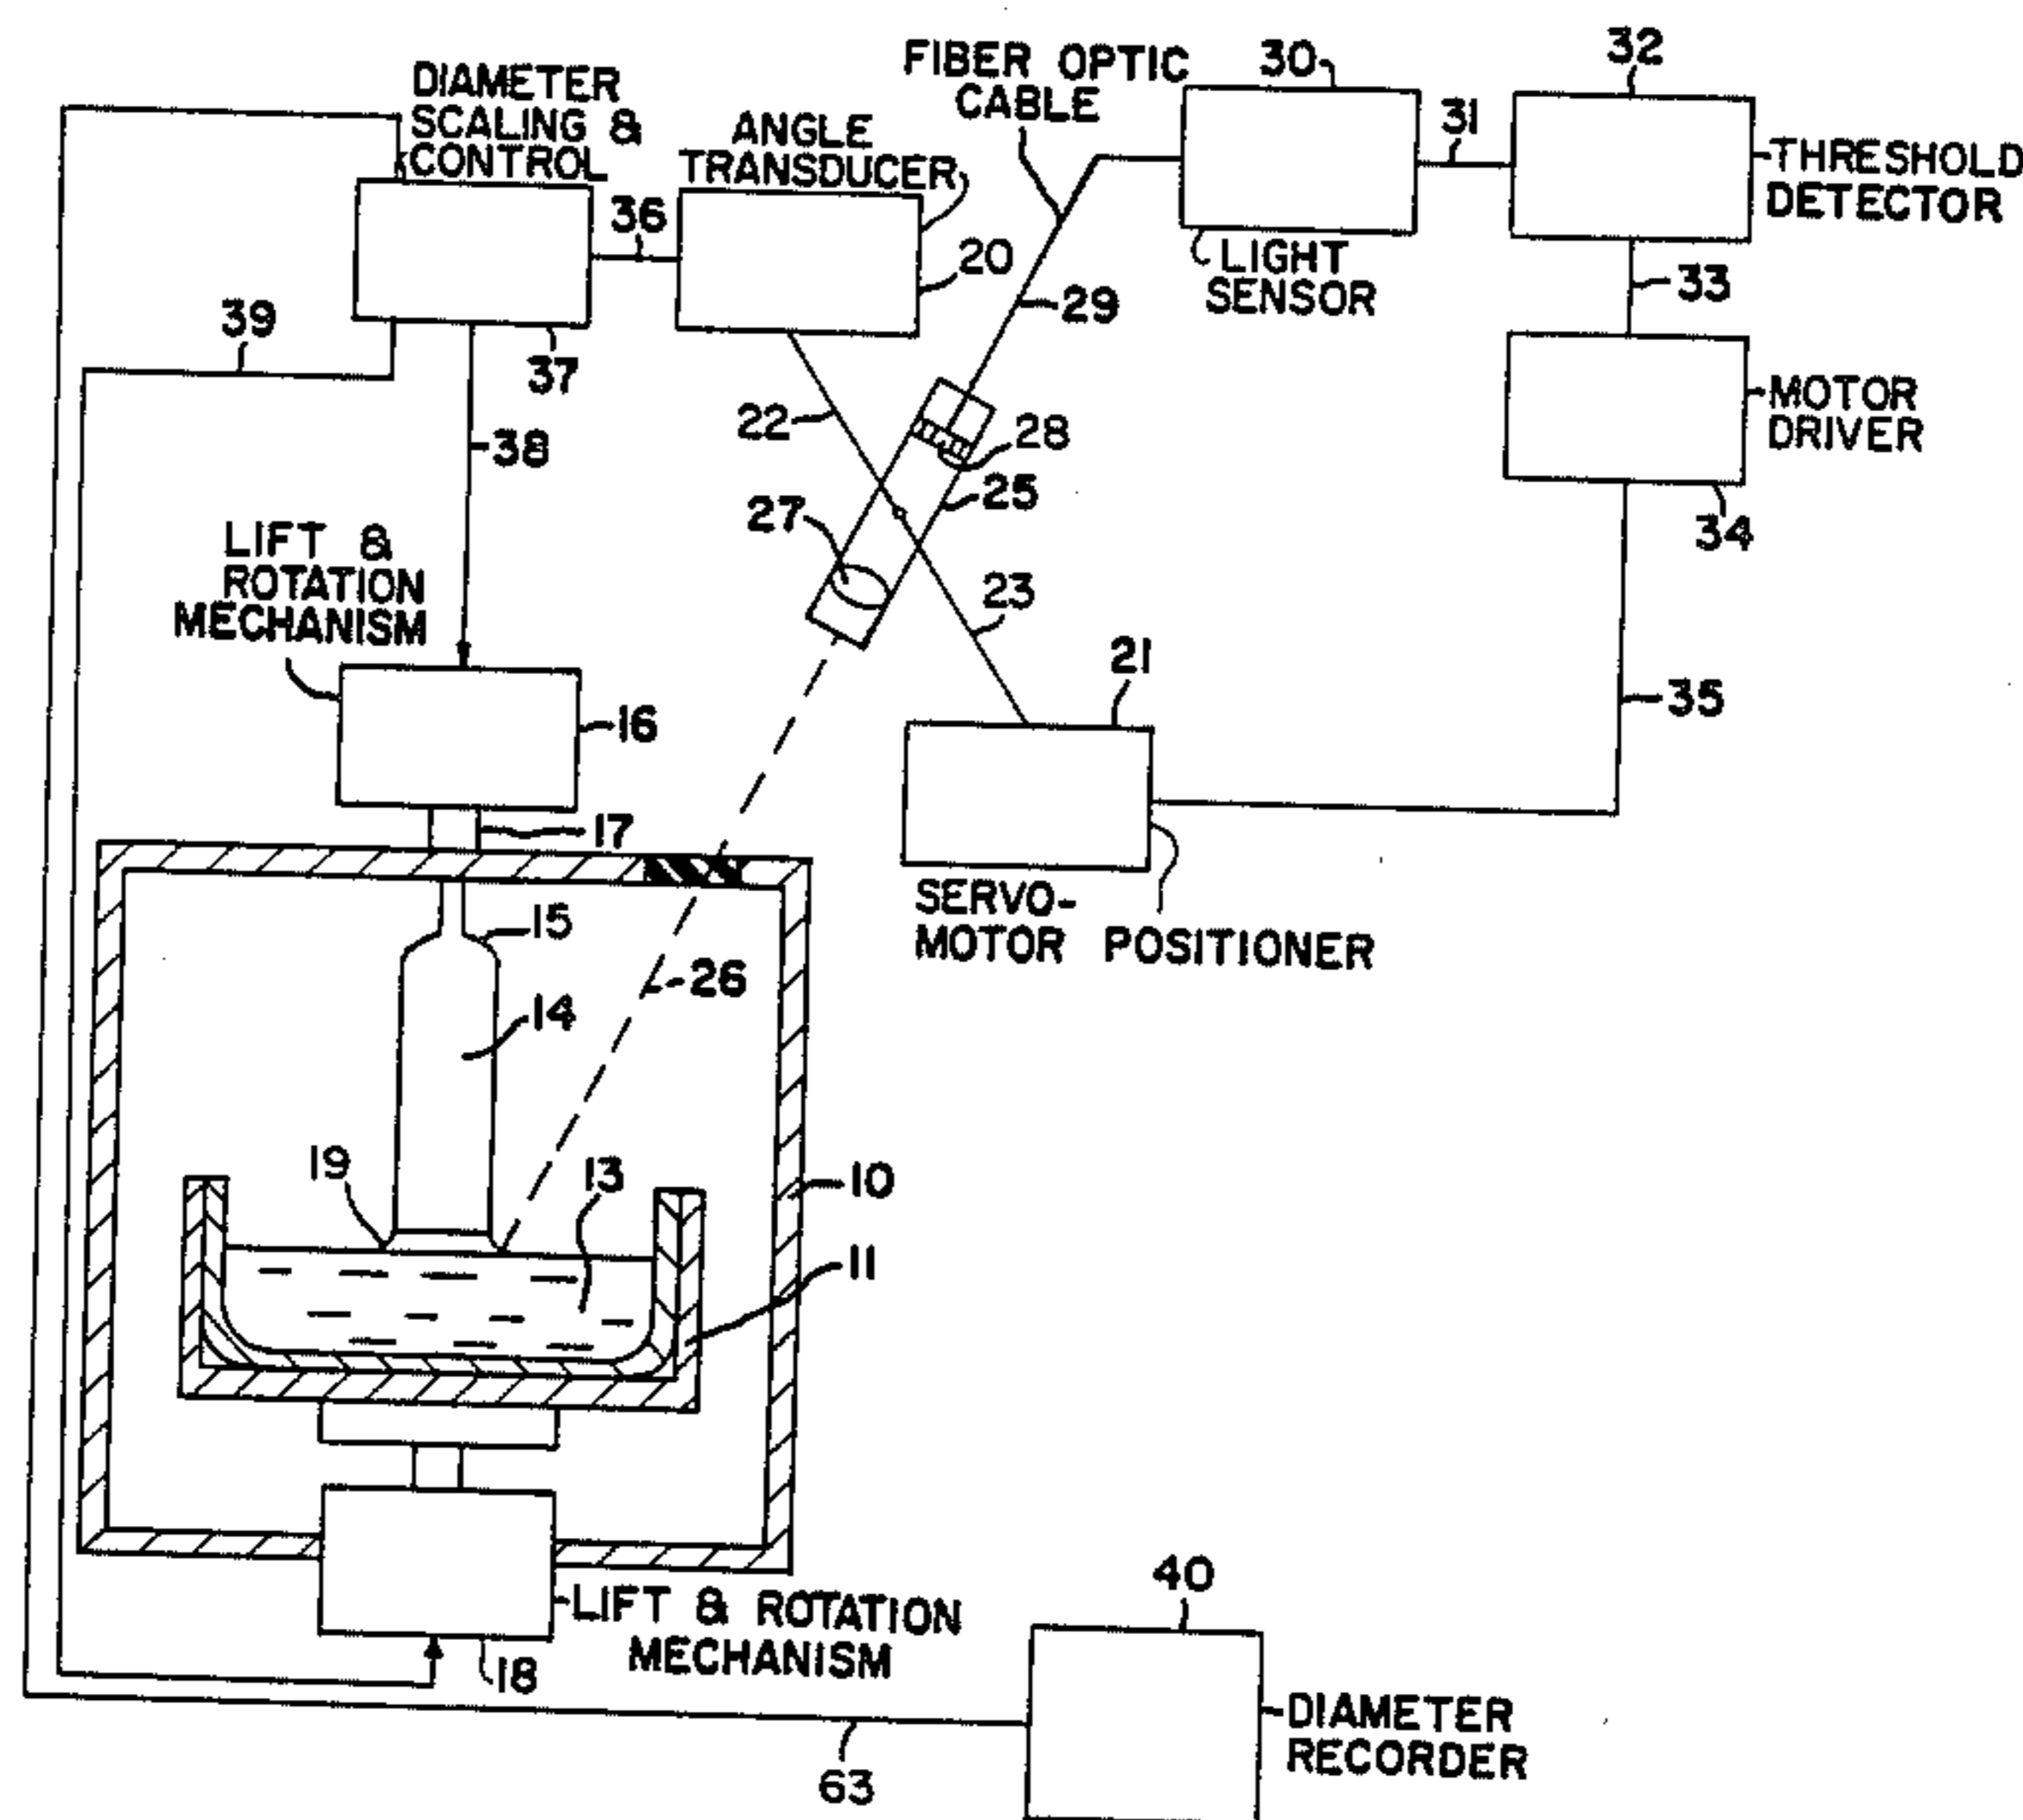 DIAMETER
SCALING &
CONTROL
ANGLE
TRANSDUCER
FIBER OPTIC
CABLE
30
32
31
THRESHOLD
DETECTOR
LIGHT
SENSOR
36
20
29
33
39
37
22
28
MOTOR
DRIVER
38
25
27
34
LIFT &
ROTATION
MECHANISM
23
21
35
16
17
SERVO-
MOTOR POSITIONER
15
26
14
19
13
10
11
LIFT & ROTATION
MECHANISM
18
40
DIAMETER
RECORDER
63